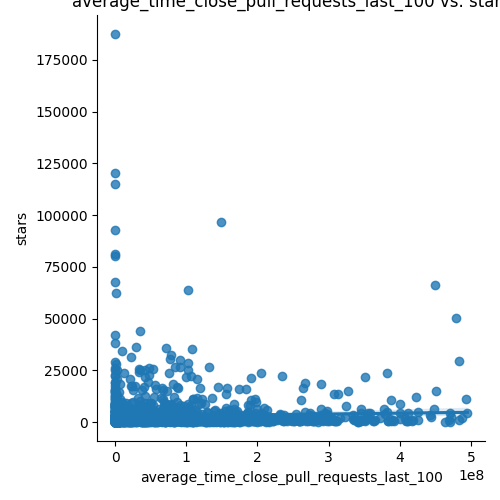 average_time_close_pull_requests_last_100 vs. star
175000
150000
125000
100000
75000
50000
25000
0
stars
0 1 2 3 4 5
1e8
average_time_close_pull_requests_last_100